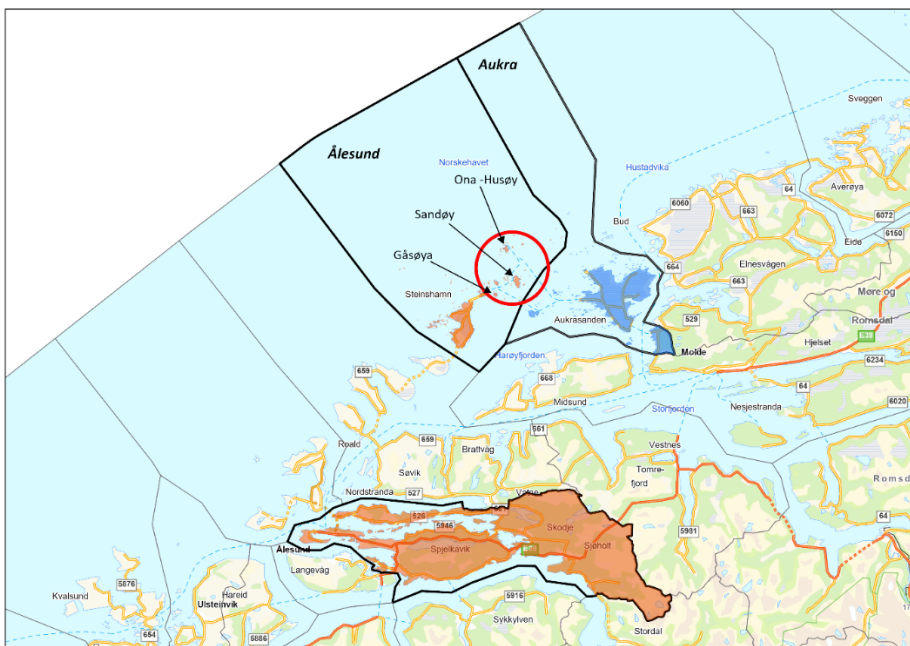 Aukra
Sveggen
Ålesund
Norskehavet
Hustadvika
Ona -Husøy
64
Averøya
6060
663
6072
Sandøy
Bud
6150
Eide
Gåsøya
664
Elnesvågen
Steinshamn
663
Møre og
Romsdal
529
Aukrasanden
E39
Hjelset
Molde
Harøyfjorden
6234
659
668
64
Midsund
Nesjestranda
6020
Storfjorden
Roald
659
561
Vestnes
Brattvåg
Søvik
Tomre-
fjord
Romsd
Nordstranda
527
Vatne
64
526
Skodje
5946
5981
Ålesund
Spjelkavik
Sjøholt
Langevåg
5876
Kvalsund
Hareid
5916
Ulsteinvik
Sykkylven
Stordal
654
5886